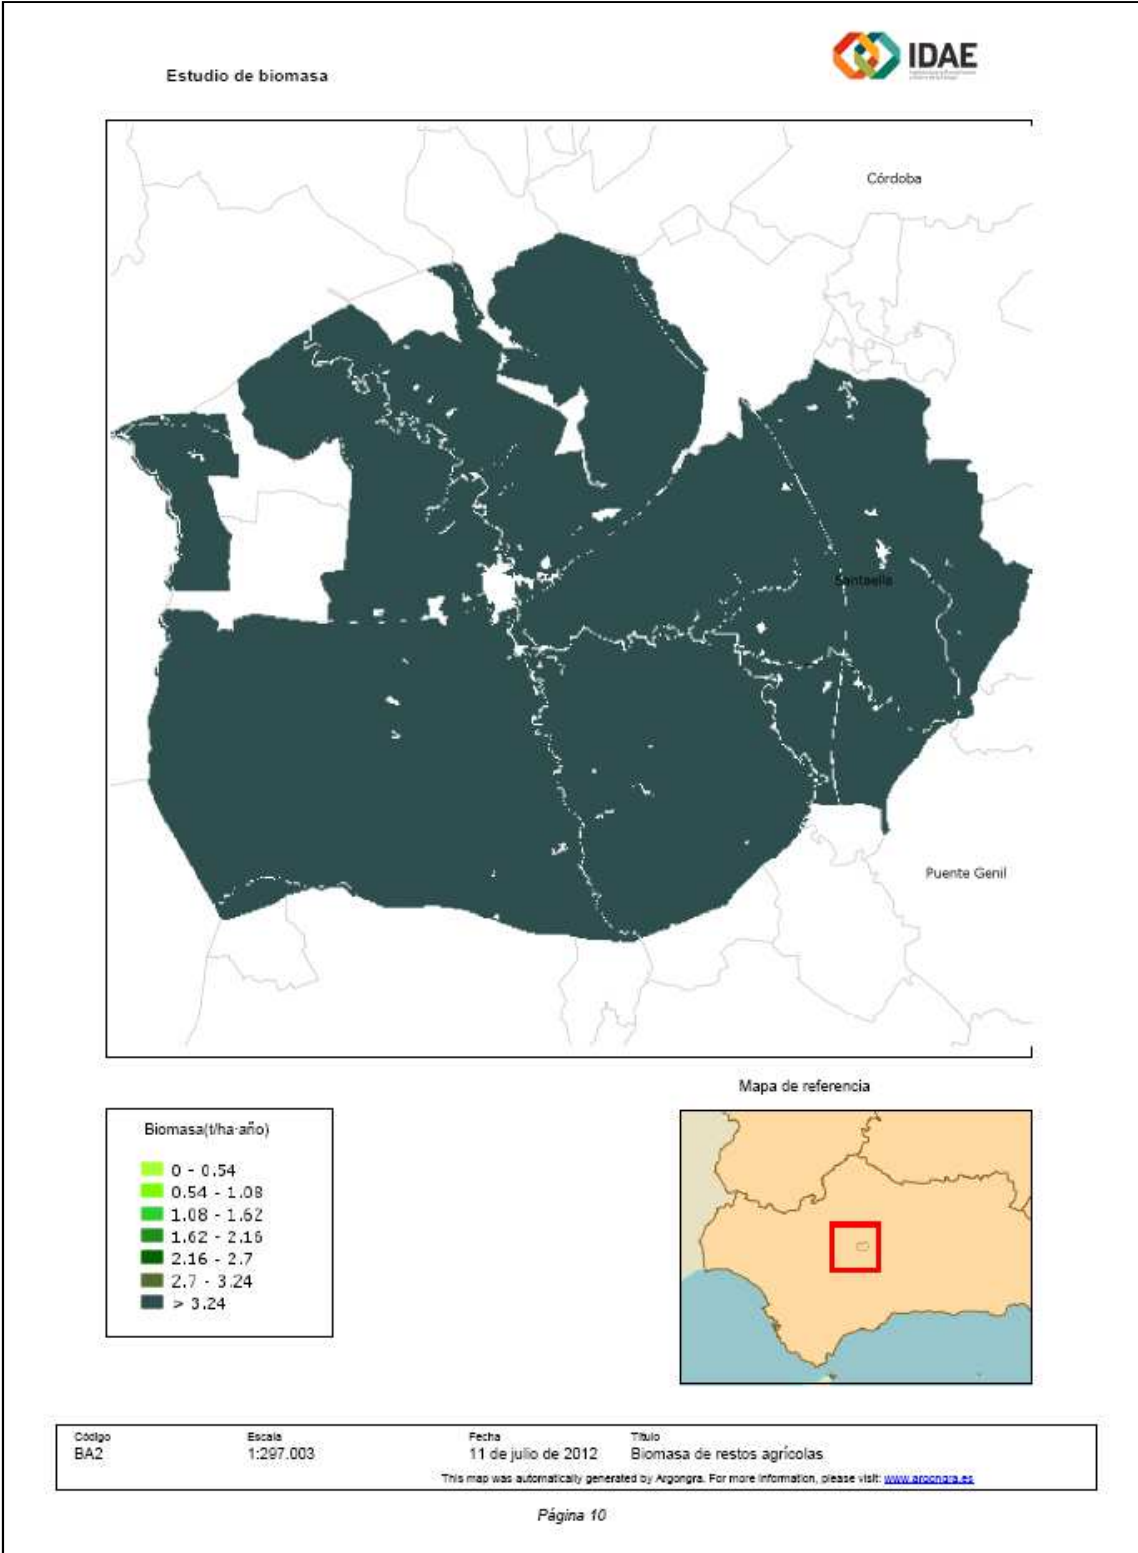 Estudio de biomasa
IDAE
Córdoba
Santaella
Puente Genil
Mapa de referencia
Biomasa(t/ha·año)
0 - 0.54
0.54 - 1.08
1.08 - 1.62
1.62 - 2.16
2.16 - 2.7
2.7 - 3.24
> 3.24
Código Escala Fecha Título
BA2 1:297.003 11 de julio de 2012 Biomasa de restos agrícolas
This map was automatically generated by Argongra. For more information, please visit: www.argongra.es
Página 10